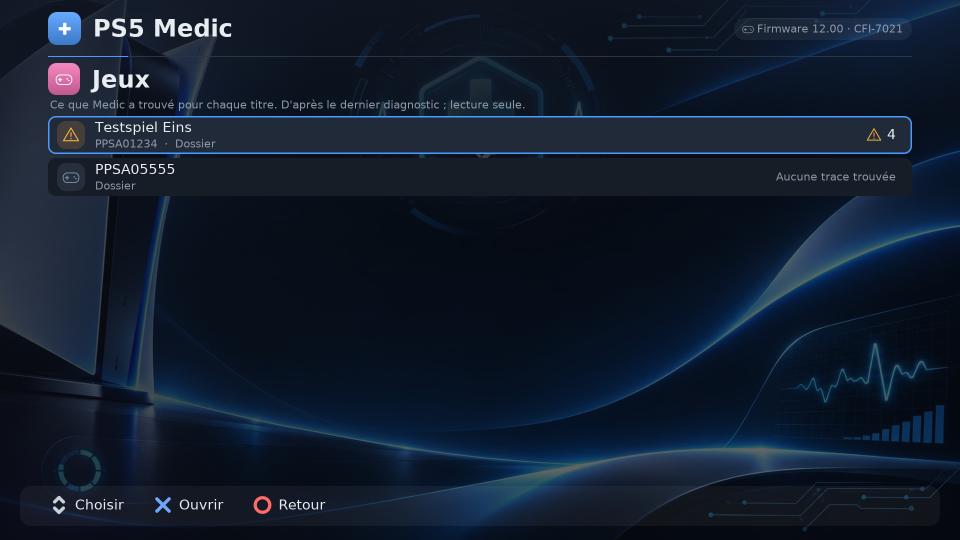 PS5 Medic
Firmware 12.00 · CFI-7021
Jeux
Ce que Medic a trouvé pour chaque titre. D'après le dernier diagnostic ; lecture seule.
Testspiel Eins
PPSA01234 · Dossier
4
PPSA05555
Dossier
Aucune trace trouvée
Choisir
Ouvrir
Retour